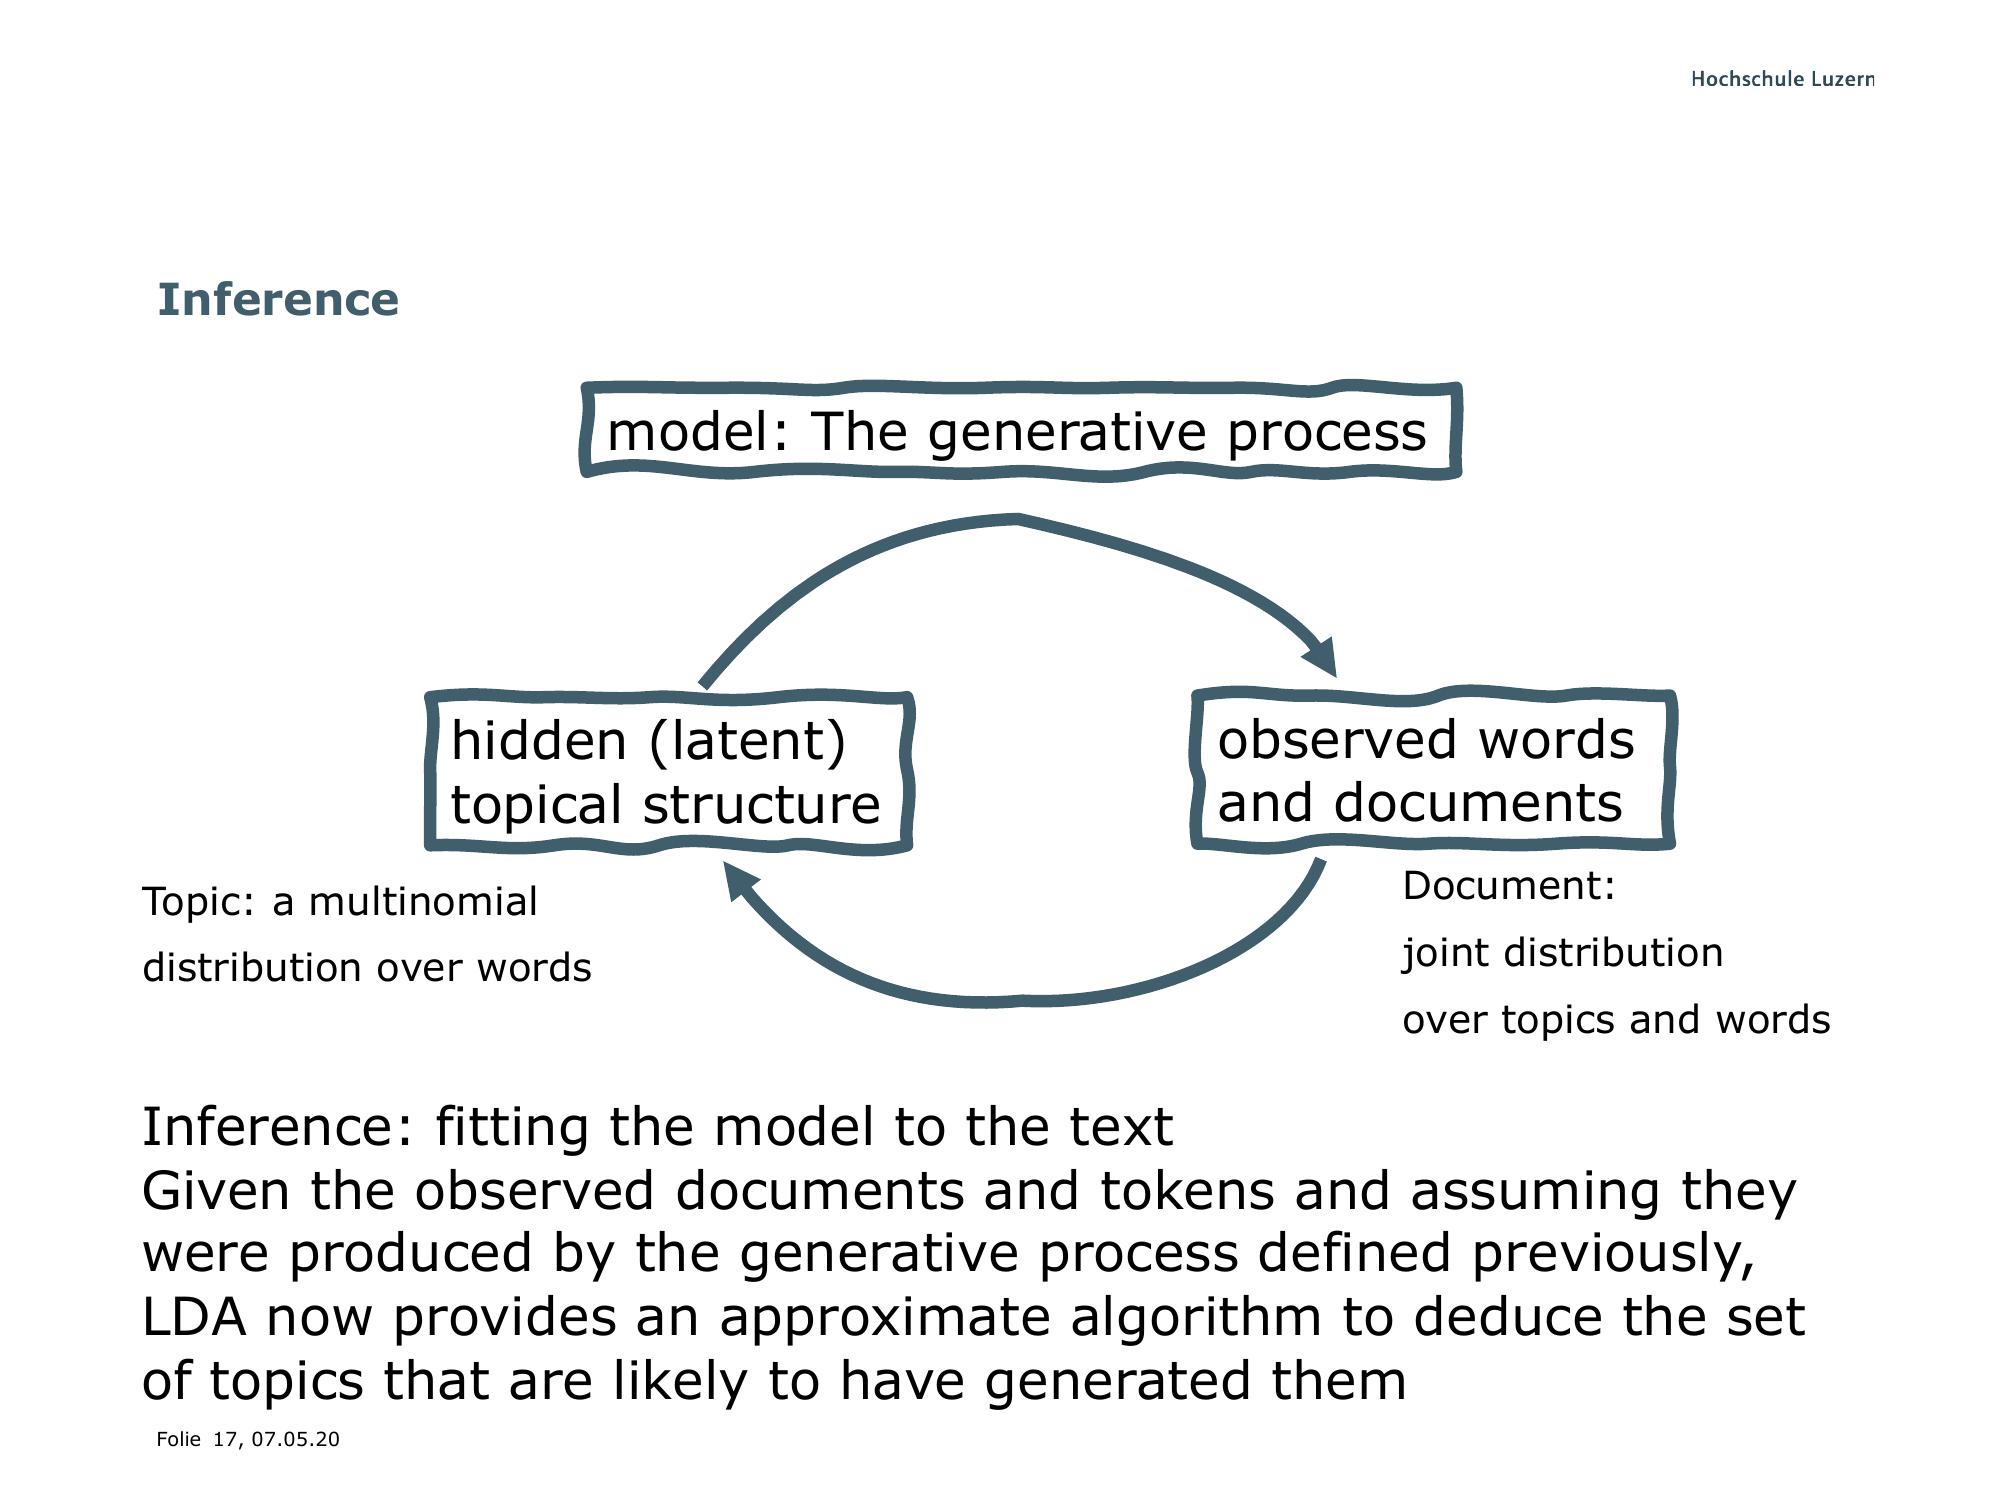 Hochschule Luzern
Inference
model: The generative process
hidden (latent)
topical structure
observed words
and documents
Topic: a multinomial
distribution over words
Document:
joint distribution
over topics and words
Inference: fitting the model to the text
Given the observed documents and tokens and assuming they
were produced by the generative process defined previously,
LDA now provides an approximate algorithm to deduce the set
of topics that are likely to have generated them
Folie 17, 07.05.20